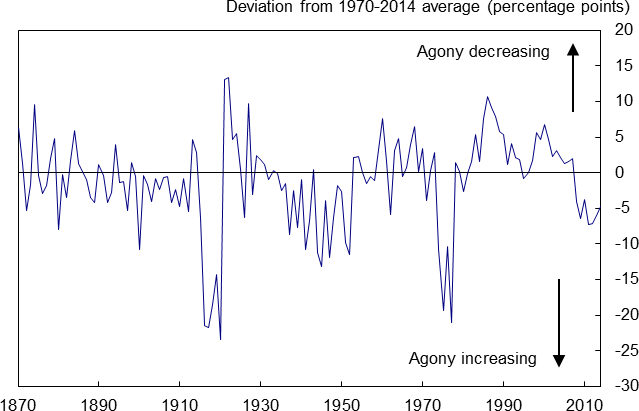 Deviation from 1970-2014 average (percentage points)
20
Agony decreasing
15
10
5
0
-5
-10
-15
-20
Agony increasing
-25
-30
1870 1890 1910 1930 1950 1970 1990 2010